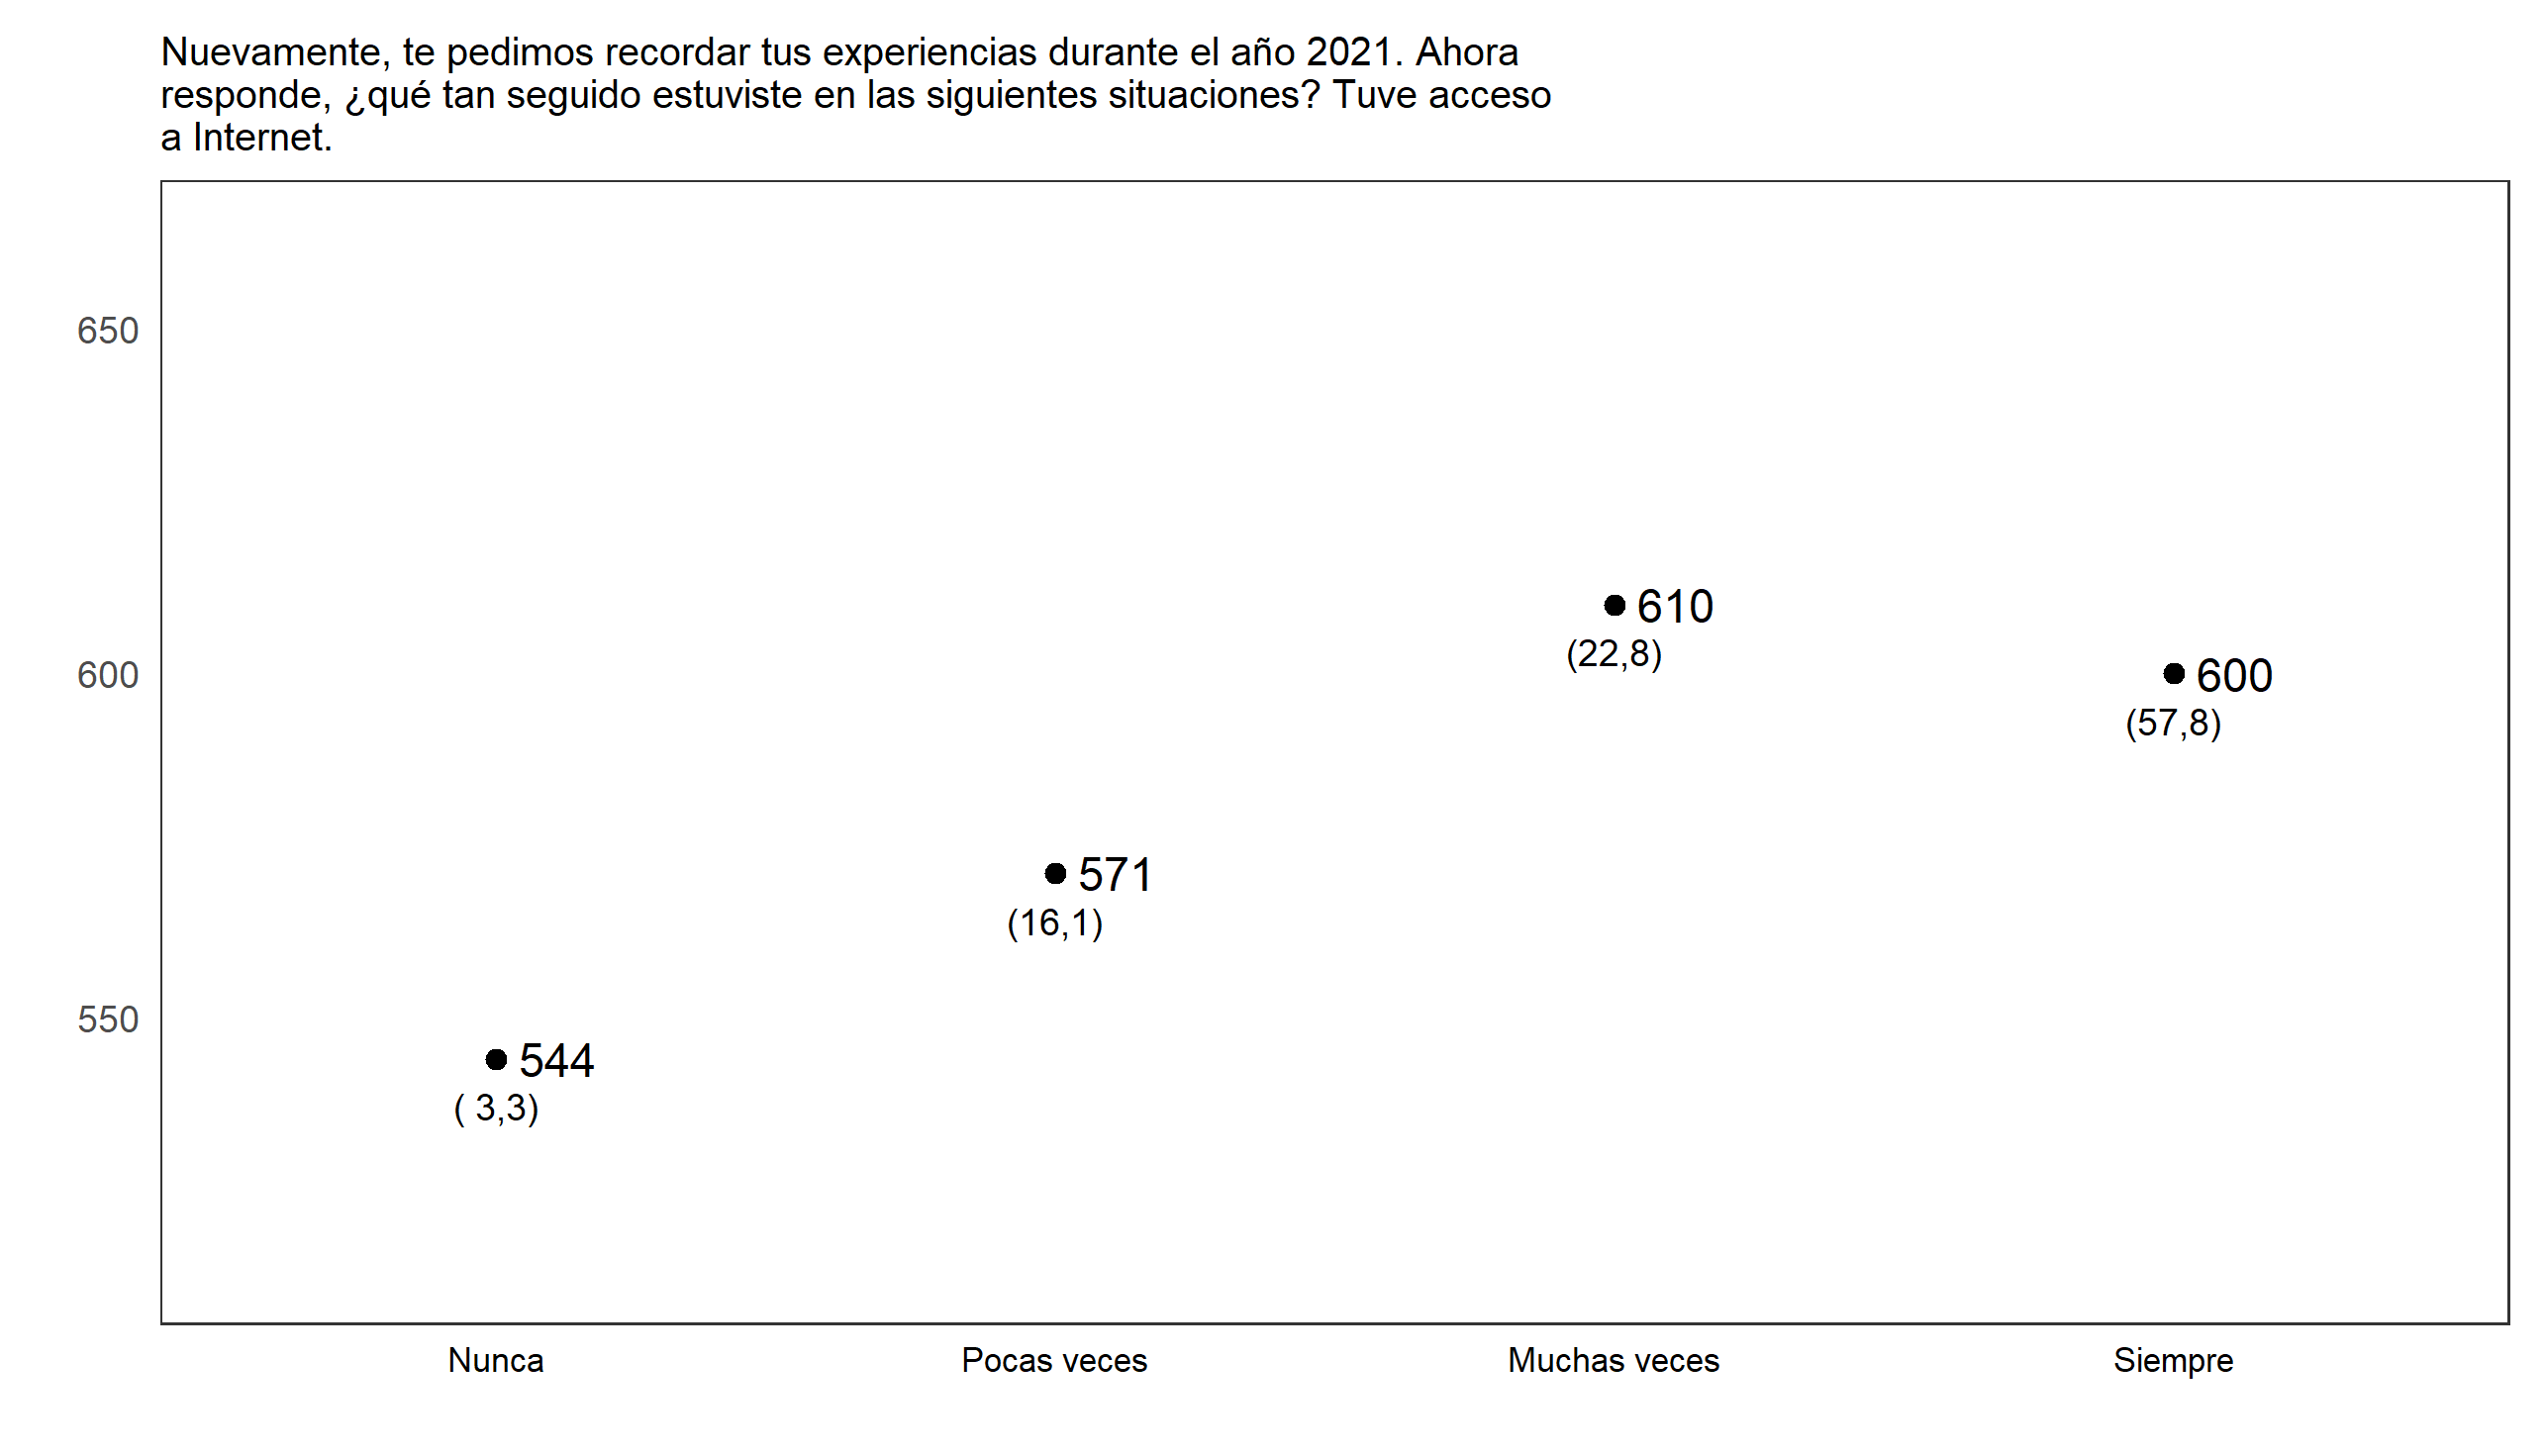 Nuevamente, te pedimos recordar tus experiencias durante el año 2021. Ahora
responde, ¿qué tan seguido estuviste en las siguientes situaciones? Tuve acceso
a Internet.
650
610
(22,8)
600
600
(57,8)
571
(16,1)
550
544
( 3,3)
Nunca
Pocas veces
Muchas veces
Siempre